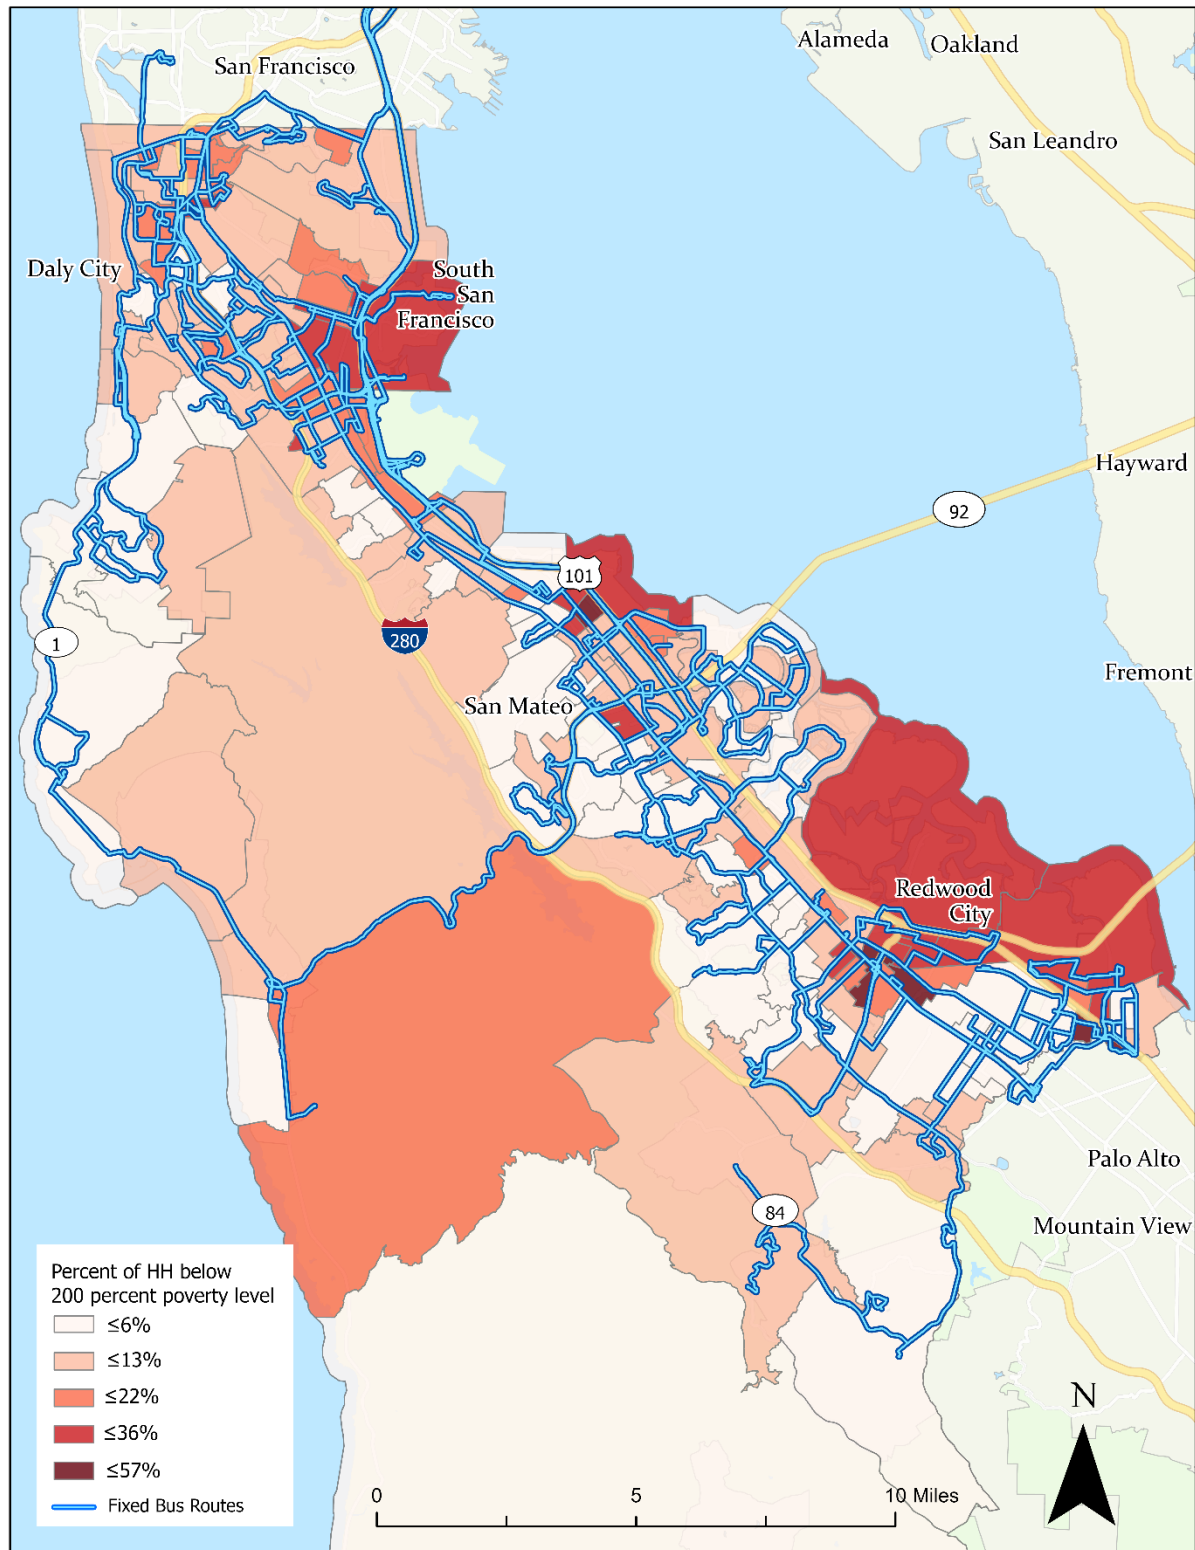 Alameda
Oakland
San Francisco
San Leandro
Daly City
South
San
Francisco
Hayward
92
101
1
280
Fremont
San Mateo
Redwood
City
Palo Alto
84
Mountain View
Percent of HH below
200 percent poverty level
≤6%
≤13%
≤22%
≤36%
≤57%
Fixed Bus Routes
N
0 5 10 Miles